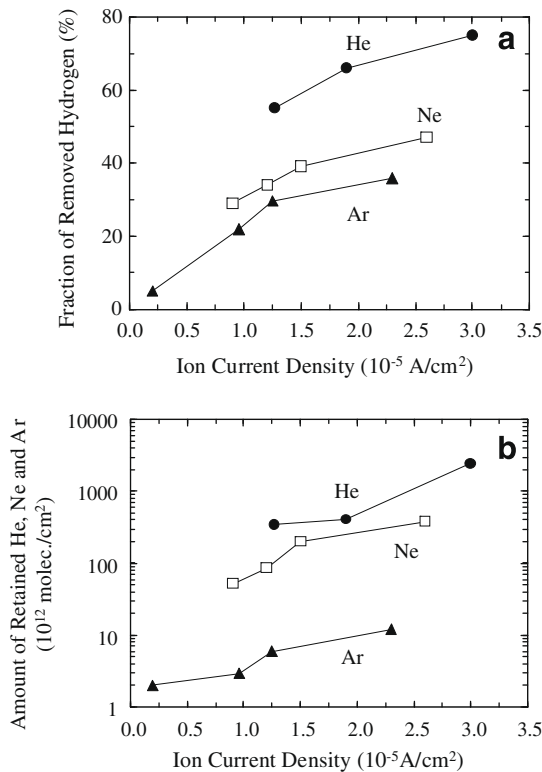 80
60
40
20
0
Fraction of Removed Hydrogen (%)
a
He
Ne
Ar
0.0 0.5 1.0 1.5 2.0 2.5 3.0 3.5
Ion Current Density (10⁻⁵ A/cm²)
10000
1000
100
10
1
Amount of Retained He, Ne and Ar
(10¹² molec./cm²)
b
He
Ne
Ar
0.0 0.5 1.0 1.5 2.0 2.5 3.0 3.5
Ion Current Density (10⁻⁵A/cm²)